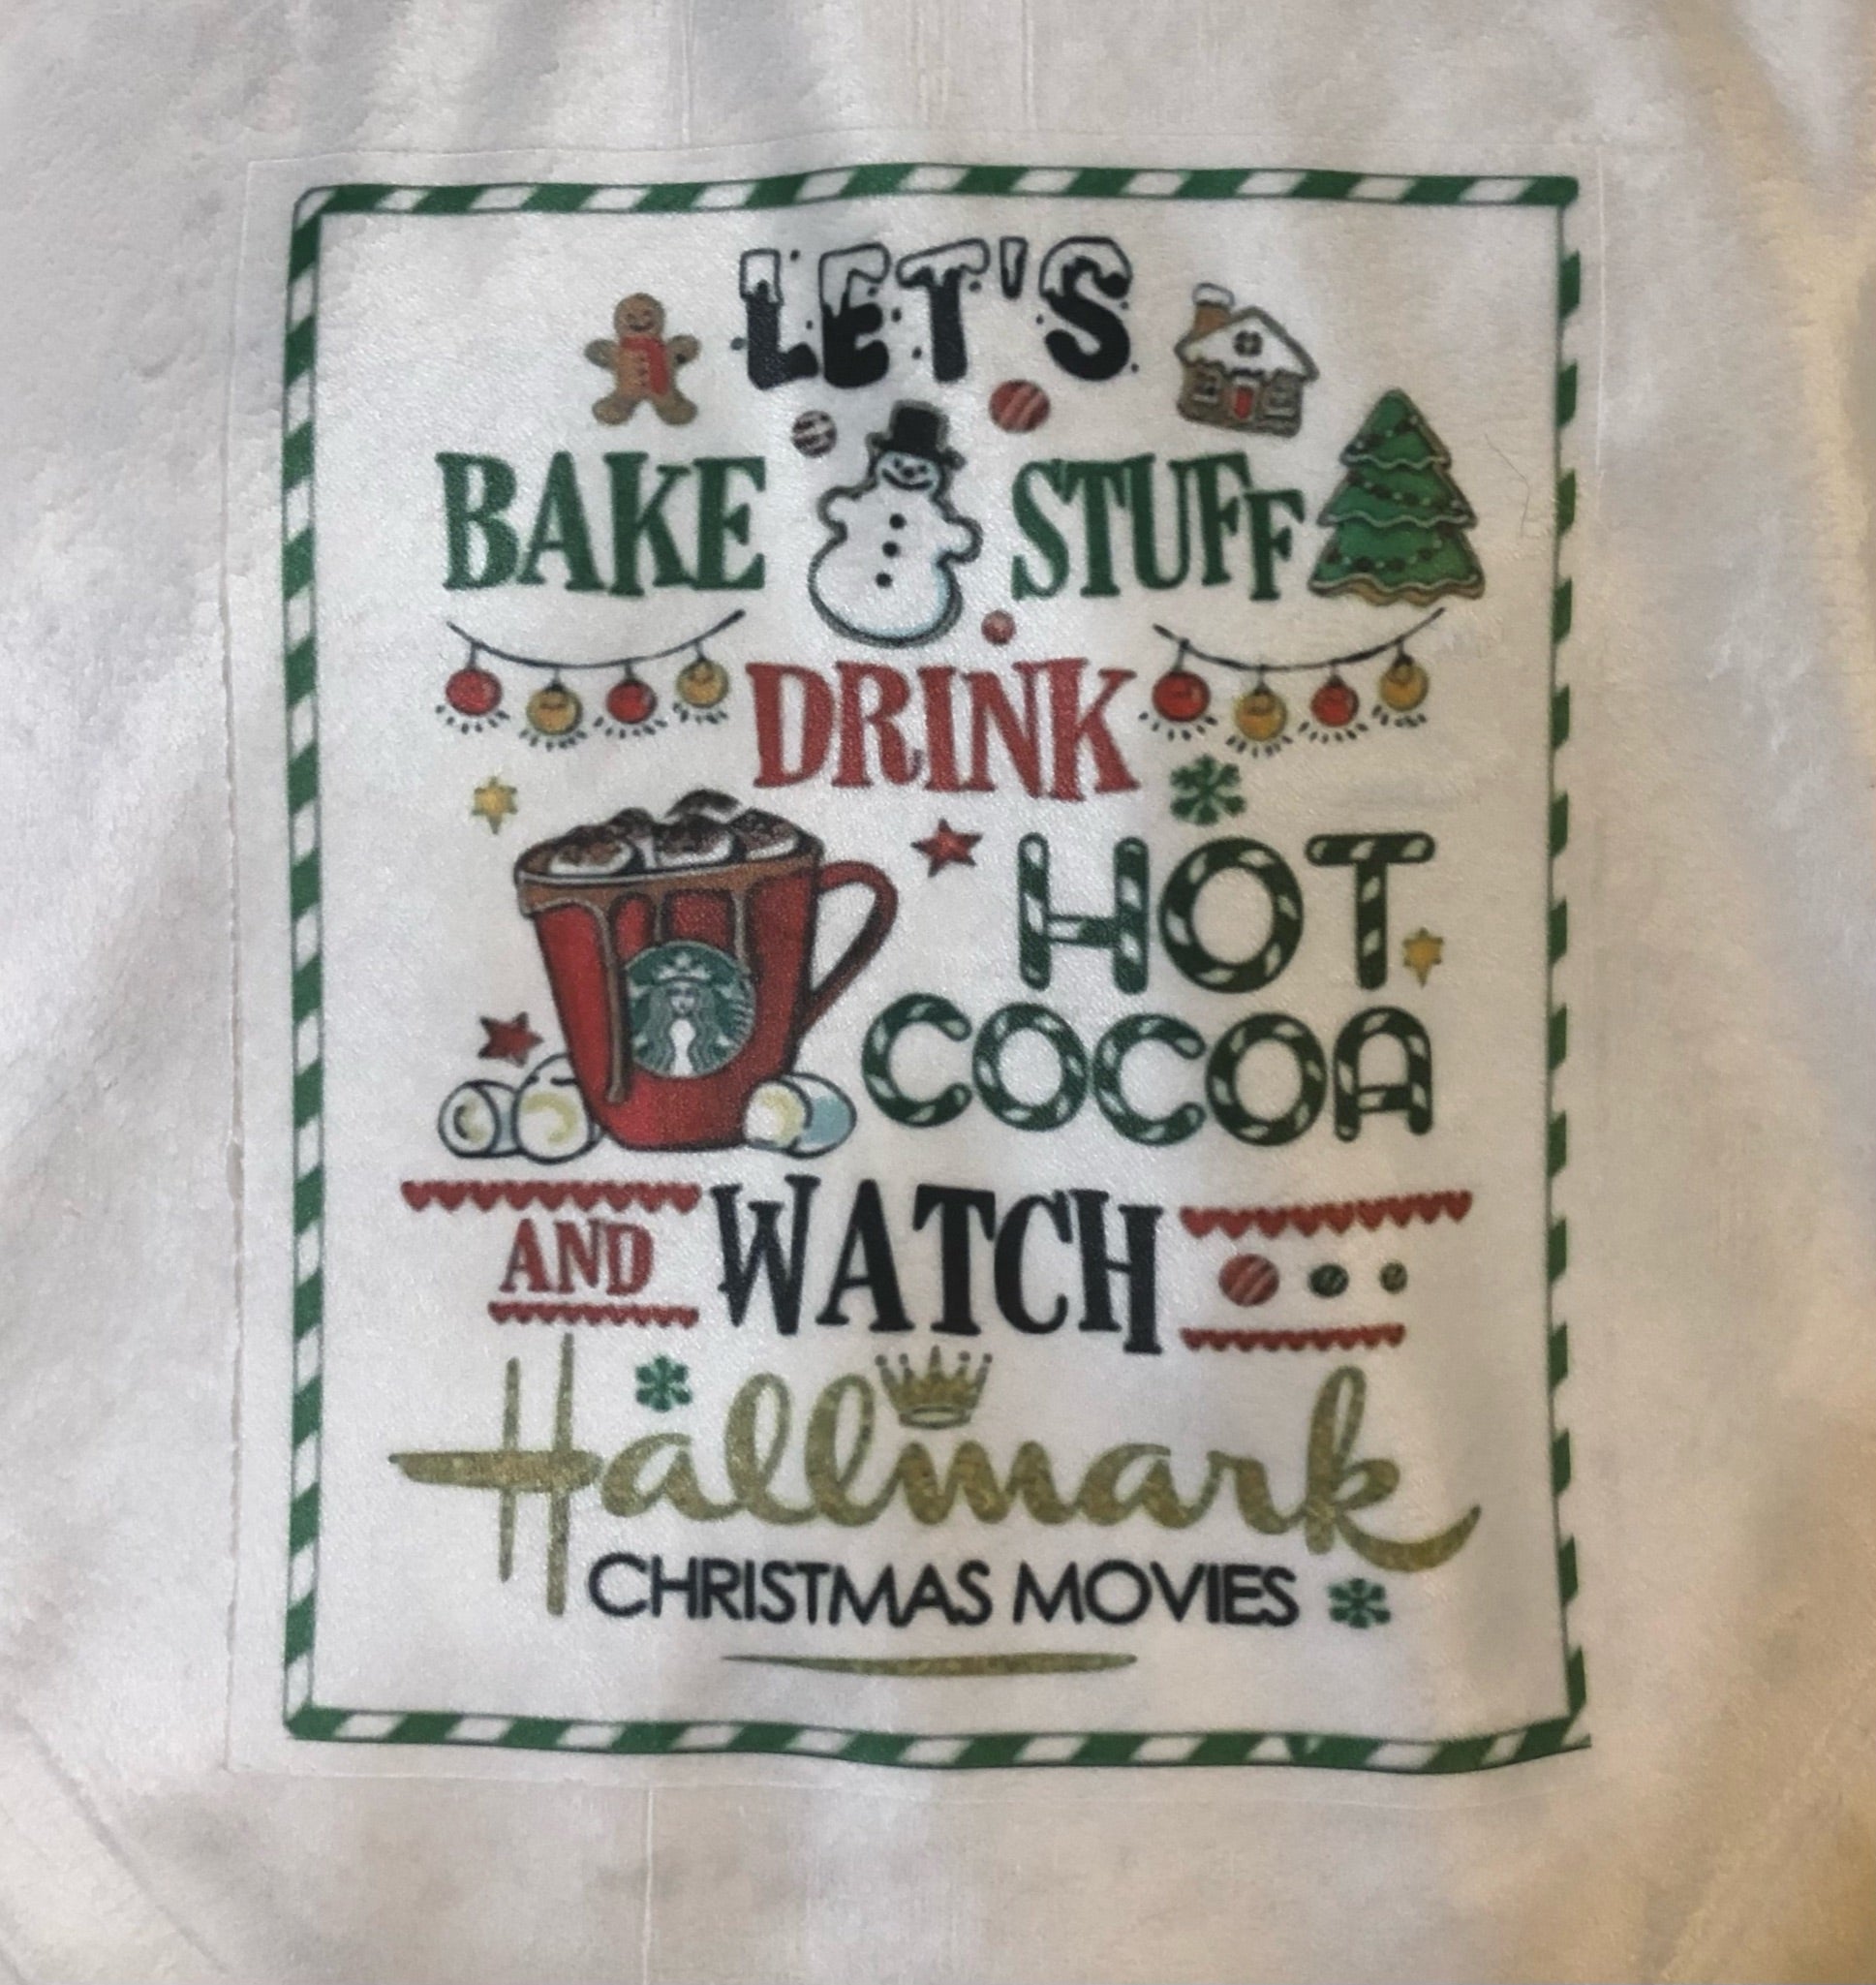 LET'S
BAKE STUFF
DRINK
HOT
COCOA
AND WATCH
Hallmark
CHRISTMAS MOVIES